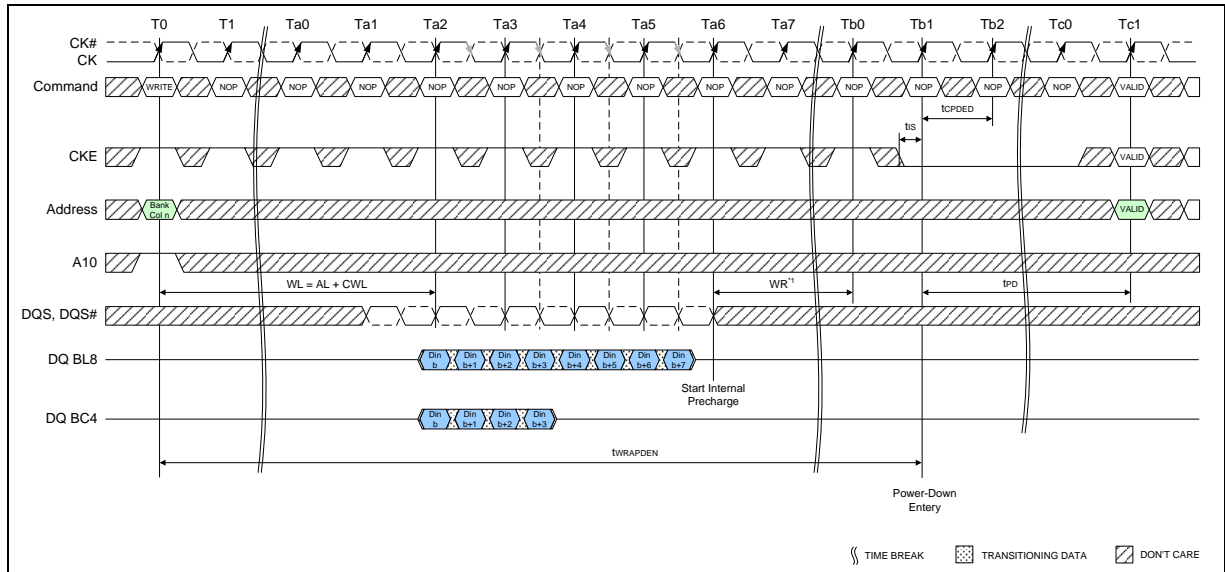 T0 T1 Ta0 Ta1 Ta2 Ta3 Ta4 Ta5 Ta6 Ta7 Tb0 Tb1 Tb2 Tc0 Tc1
CK#
CK
Command WRITE NOP NOP NOP NOP NOP NOP NOP NOP NOP NOP NOP NOP NOP VALID
tCPDED
tIS
CKE VALID
Address Bank Col n VALID
A10
WL = AL + CWL WR*1 tPD
DQS, DQS#
DQ BL8 Din b Din b+1 Din b+2 Din b+3 Din b+4 Din b+5 Din b+6 Din b+7
Start Internal
Precharge
DQ BC4 Din b Din b+1 Din b+2 Din b+3
tWRAPDEN
Power-Down
Entery
TIME BREAK TRANSITIONING DATA DON'T CARE